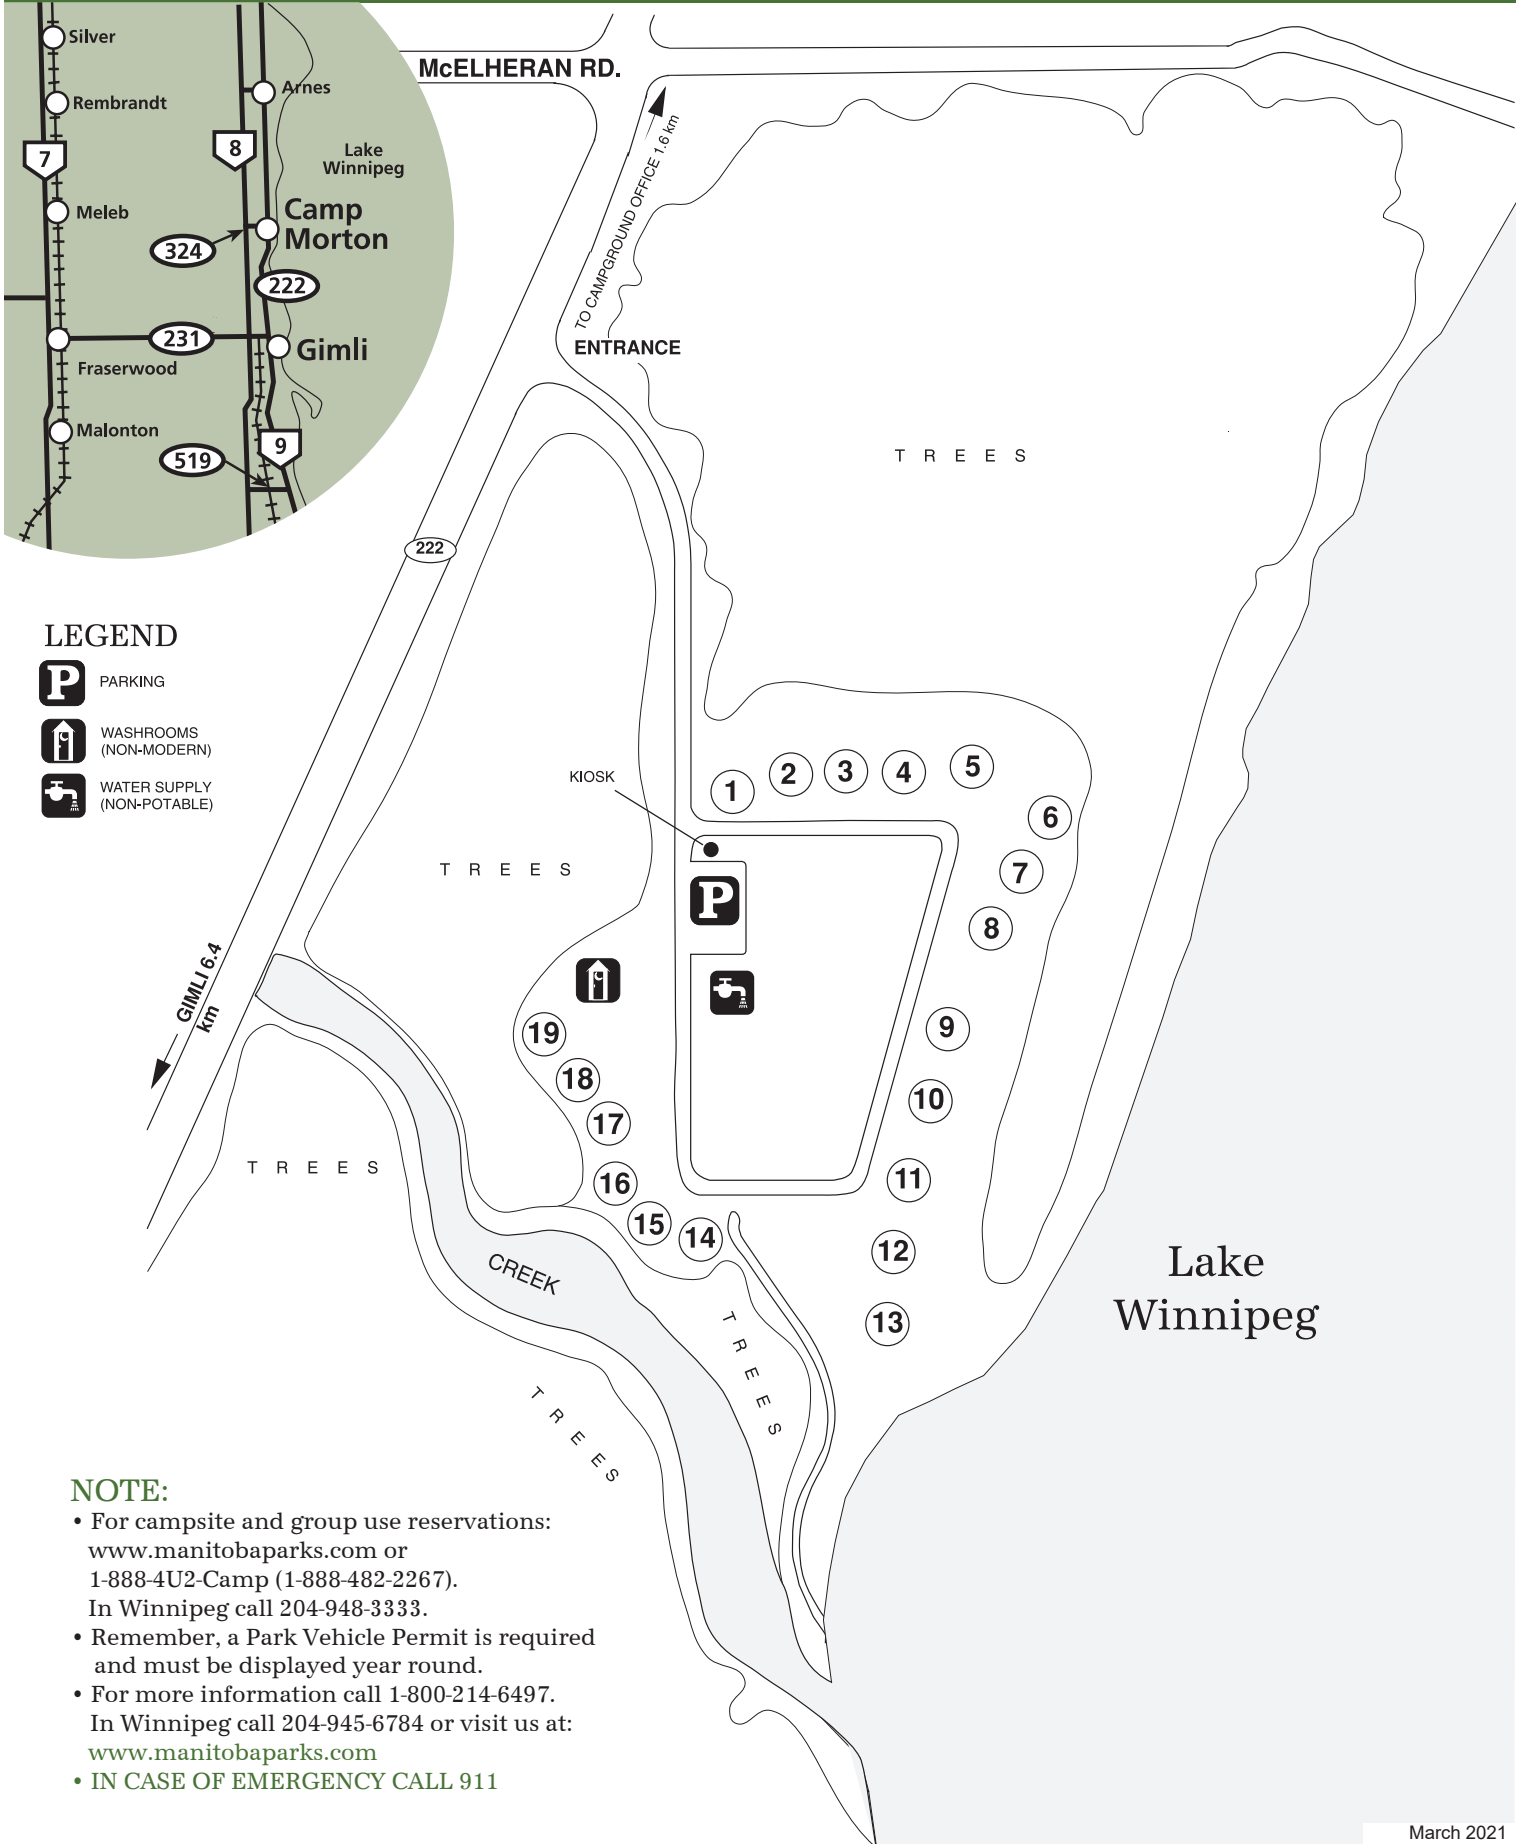 Silver
Rembrandt
7
Meleb
324
Fraserwood
231
Malonton
519
8
Arnes
Lake
Winnipeg
Camp
Morton
222
Gimli
9
McELHERAN RD.
TO CAMPGROUND OFFICE 1.6 km
ENTRANCE
TREES
222
LEGEND
P PARKING
WASHROOMS
(NON-MODERN)
WATER SUPPLY
(NON-POTABLE)
KIOSK
1
2
3
4
5
6
7
8
P
TREES
GIMLI 6.4
km
9
10
11
12
13
19
18
17
16
15
14
TREES
CREEK
TREES
TREES
Lake
Winnipeg
NOTE:
• For campsite and group use reservations:
www.manitobaparks.com or
1-888-4U2-Camp (1-888-482-2267).
In Winnipeg call 204-948-3333.
• Remember, a Park Vehicle Permit is required
and must be displayed year round.
• For more information call 1-800-214-6497.
In Winnipeg call 204-945-6784 or visit us at:
www.manitobaparks.com
• IN CASE OF EMERGENCY CALL 911
March 2021